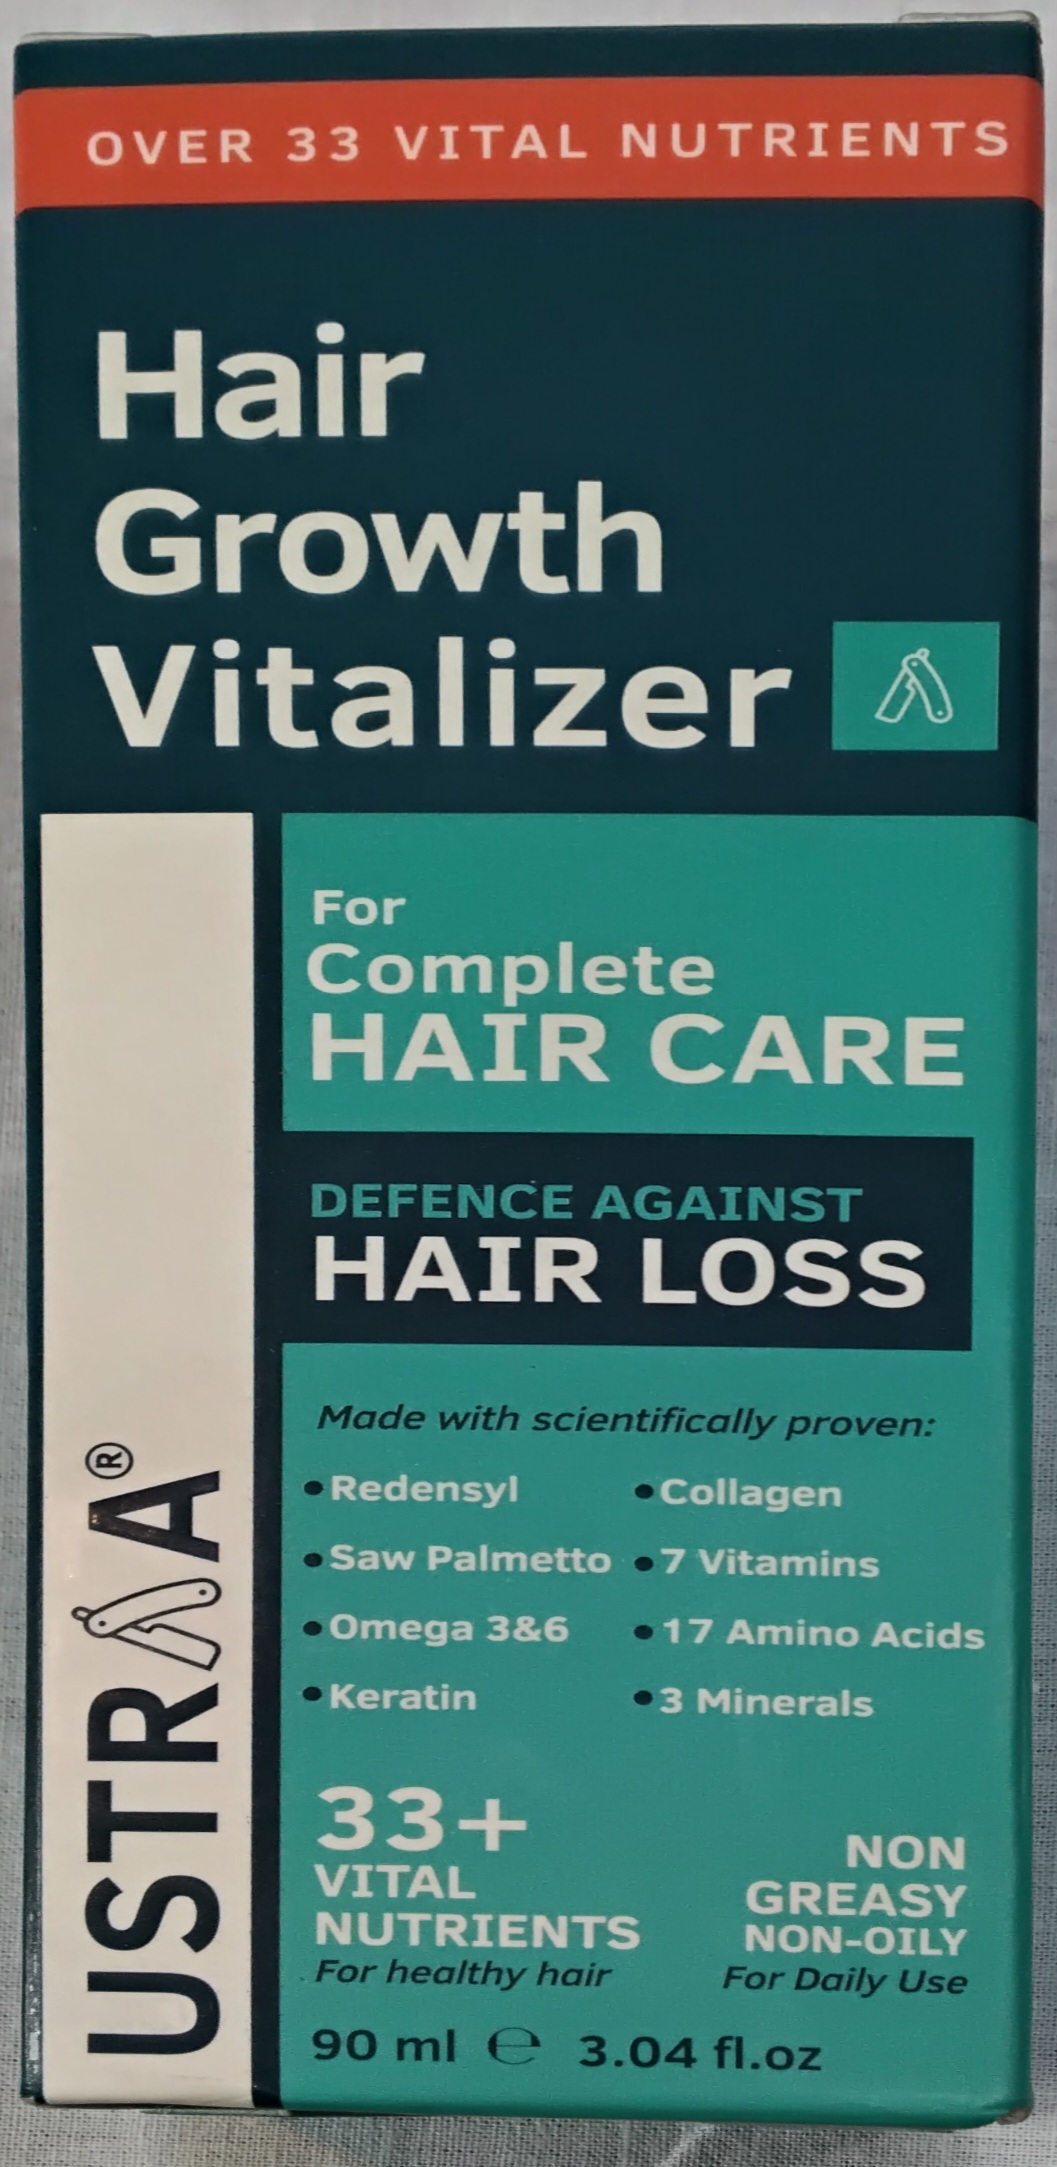 OVER 33 VITAL NUTRIENTS
Hair
Growth
Vitalizer
For
Complete
HAIR CARE
DEFENCE AGAINST
HAIR LOSS
Made with scientifically proven:
• Redensyl
• Collagen
• Saw Palmetto
• 7 Vitamins
• Omega 3&6
• 17 Amino Acids
• Keratin
• 3 Minerals
33+
VITAL
NUTRIENTS
For healthy hair
NON
GREASY
NON-OILY
For Daily Use
90 ml ℮ 3.04 fl.oz
USTRAA®